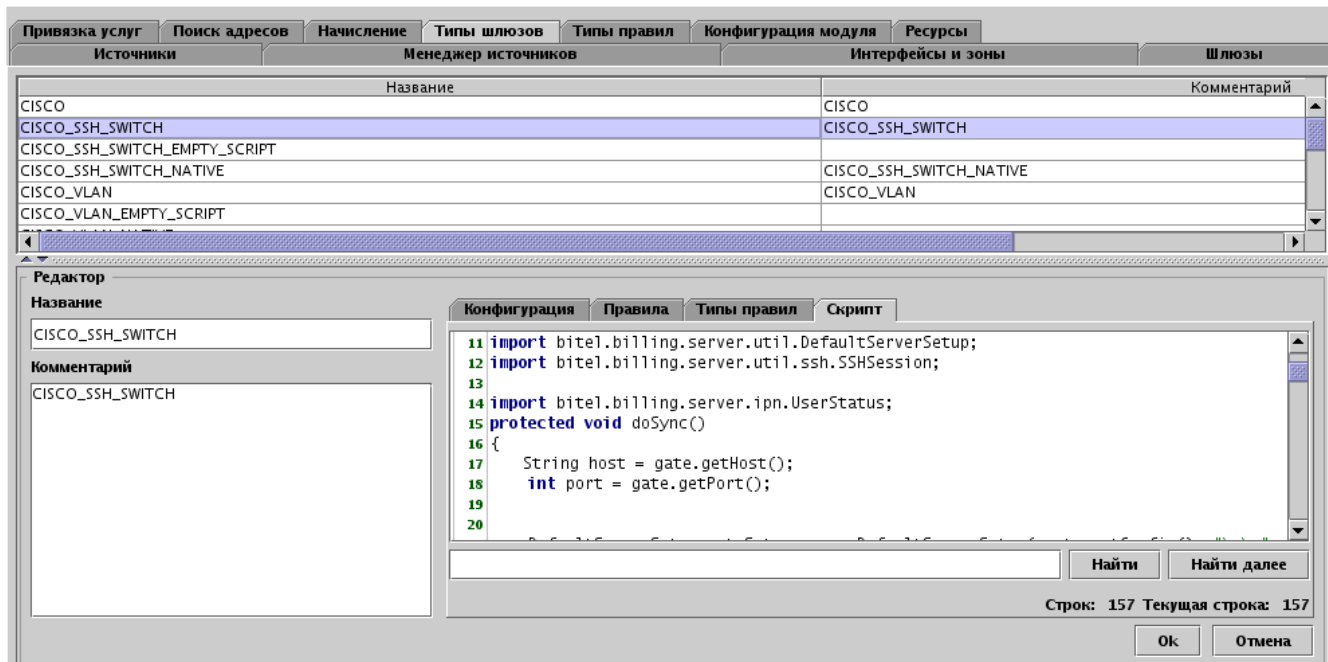 Привязка услуг Поиск адресов Начисление Типы шлюзов Типы правил Конфигурация модуля Ресурсы
Источники Менеджер источников Интерфейсы и зоны Шлюзы
Название Комментарий
CISCO CISCO
CISCO_SSH_SWITCH CISCO_SSH_SWITCH
CISCO_SSH_SWITCH_EMPTY_SCRIPT
CISCO_SSH_SWITCH_NATIVE CISCO_SSH_SWITCH_NATIVE
CISCO_VLAN CISCO_VLAN
CISCO_VLAN_EMPTY_SCRIPT
Редактор
Название
CISCO_SSH_SWITCH
Комментарий
CISCO_SSH_SWITCH
Конфигурация Правила Типы правил Скрипт
11 import bitel.billing.server.util.DefaultServerSetup;
12 import bitel.billing.server.util.ssh.SSHSession;
13
14 import bitel.billing.server.ipn.UserStatus;
15 protected void doSync()
16 {
17 String host = gate.getHost();
18 int port = gate.getPort();
19
20
Найти Найти далее
Строк: 157 Текущая строка: 157
Ok Отмена